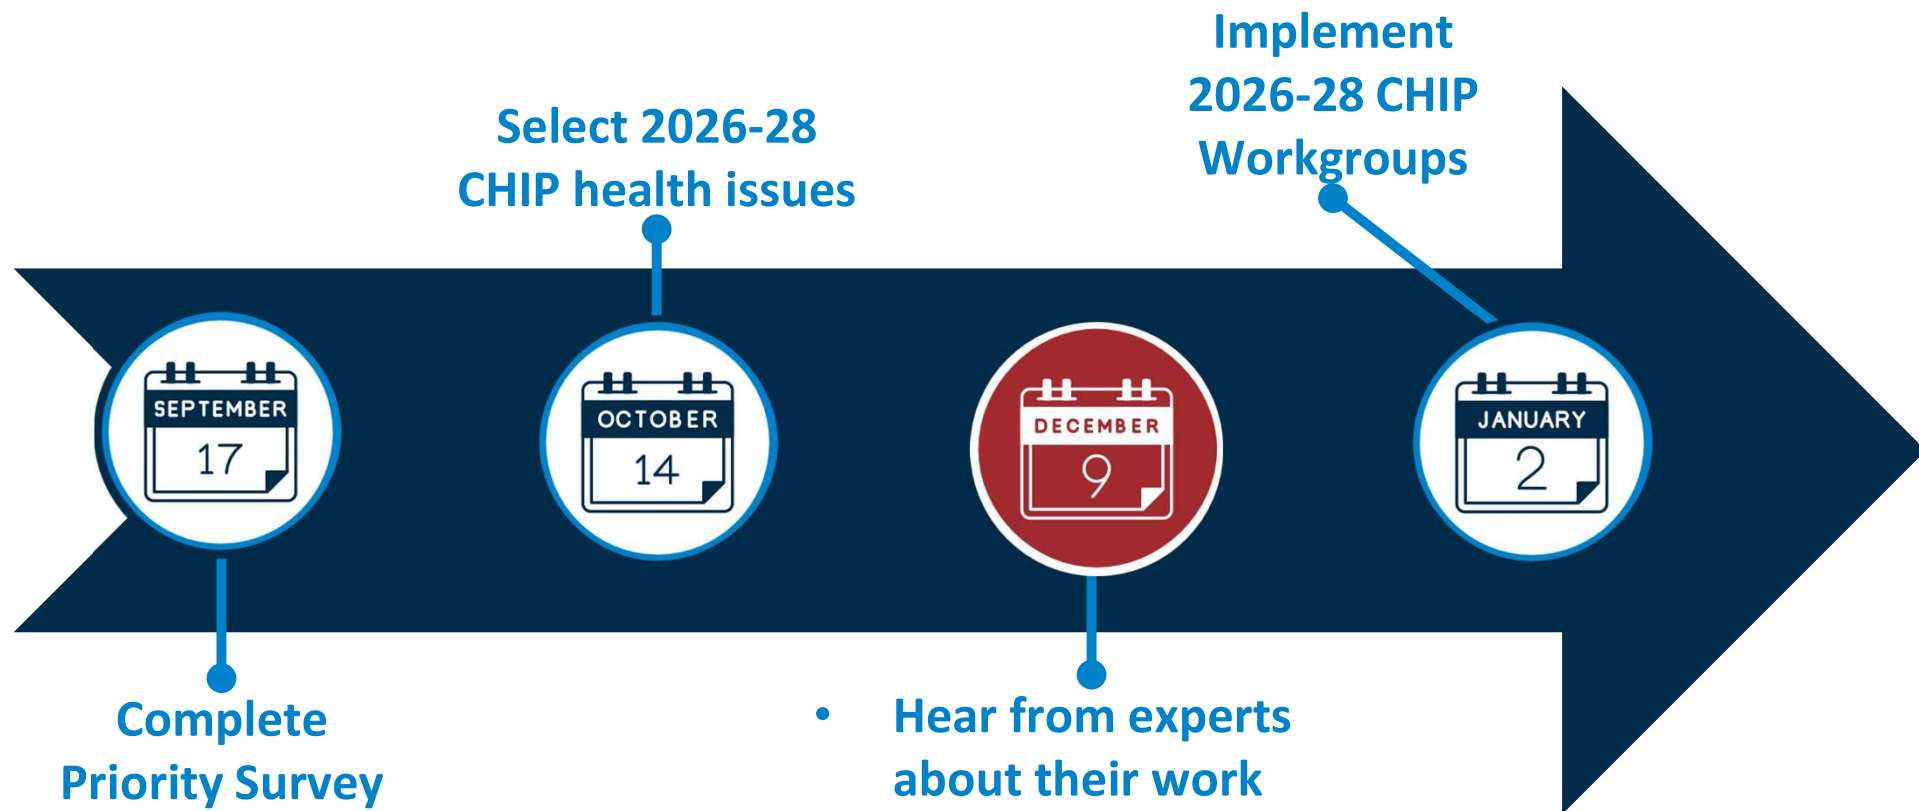 Implement
2026-28 CHIP
Workgroups
Select 2026-28
CHIP health issues
SEPTEMBER
17
OCTOBER
14
DECEMBER
9
JANUARY
2
Complete
Priority Survey
• Hear from experts
about their work